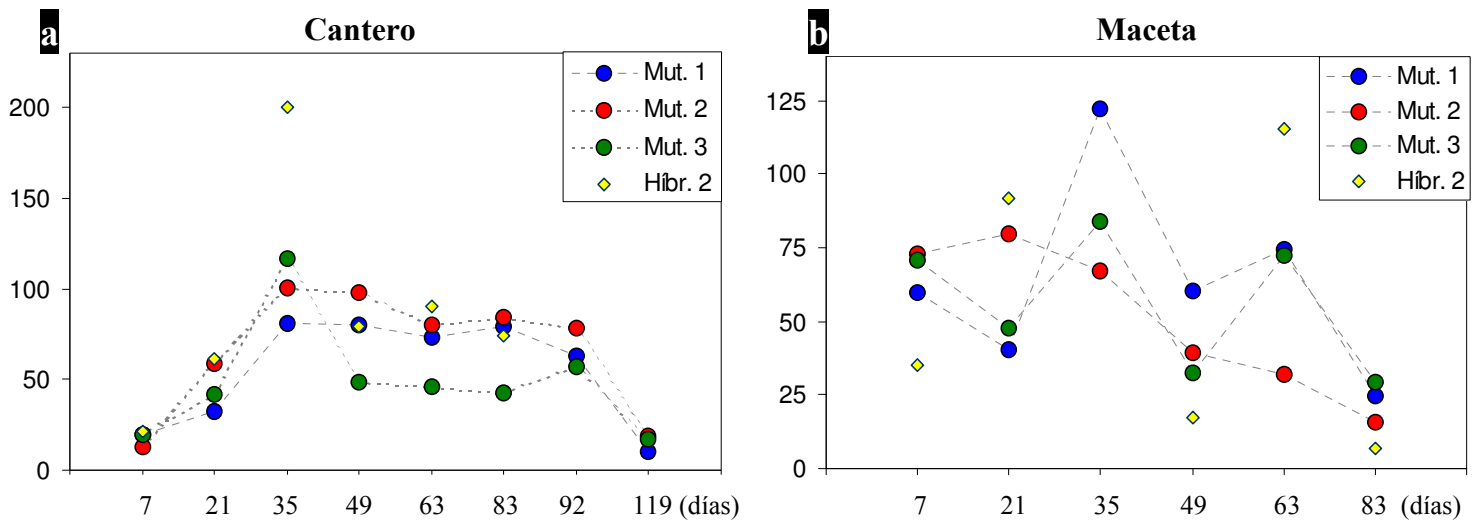 a
Cantero
Mut. 1
Mut. 2
Mut. 3
Híbr. 2
200
150
100
50
0
7 21 35 49 63 83 92 119 (días)
b
Maceta
Mut. 1
Mut. 2
Mut. 3
Híbr. 2
125
100
75
50
25
0
7 21 35 49 63 83 (días)